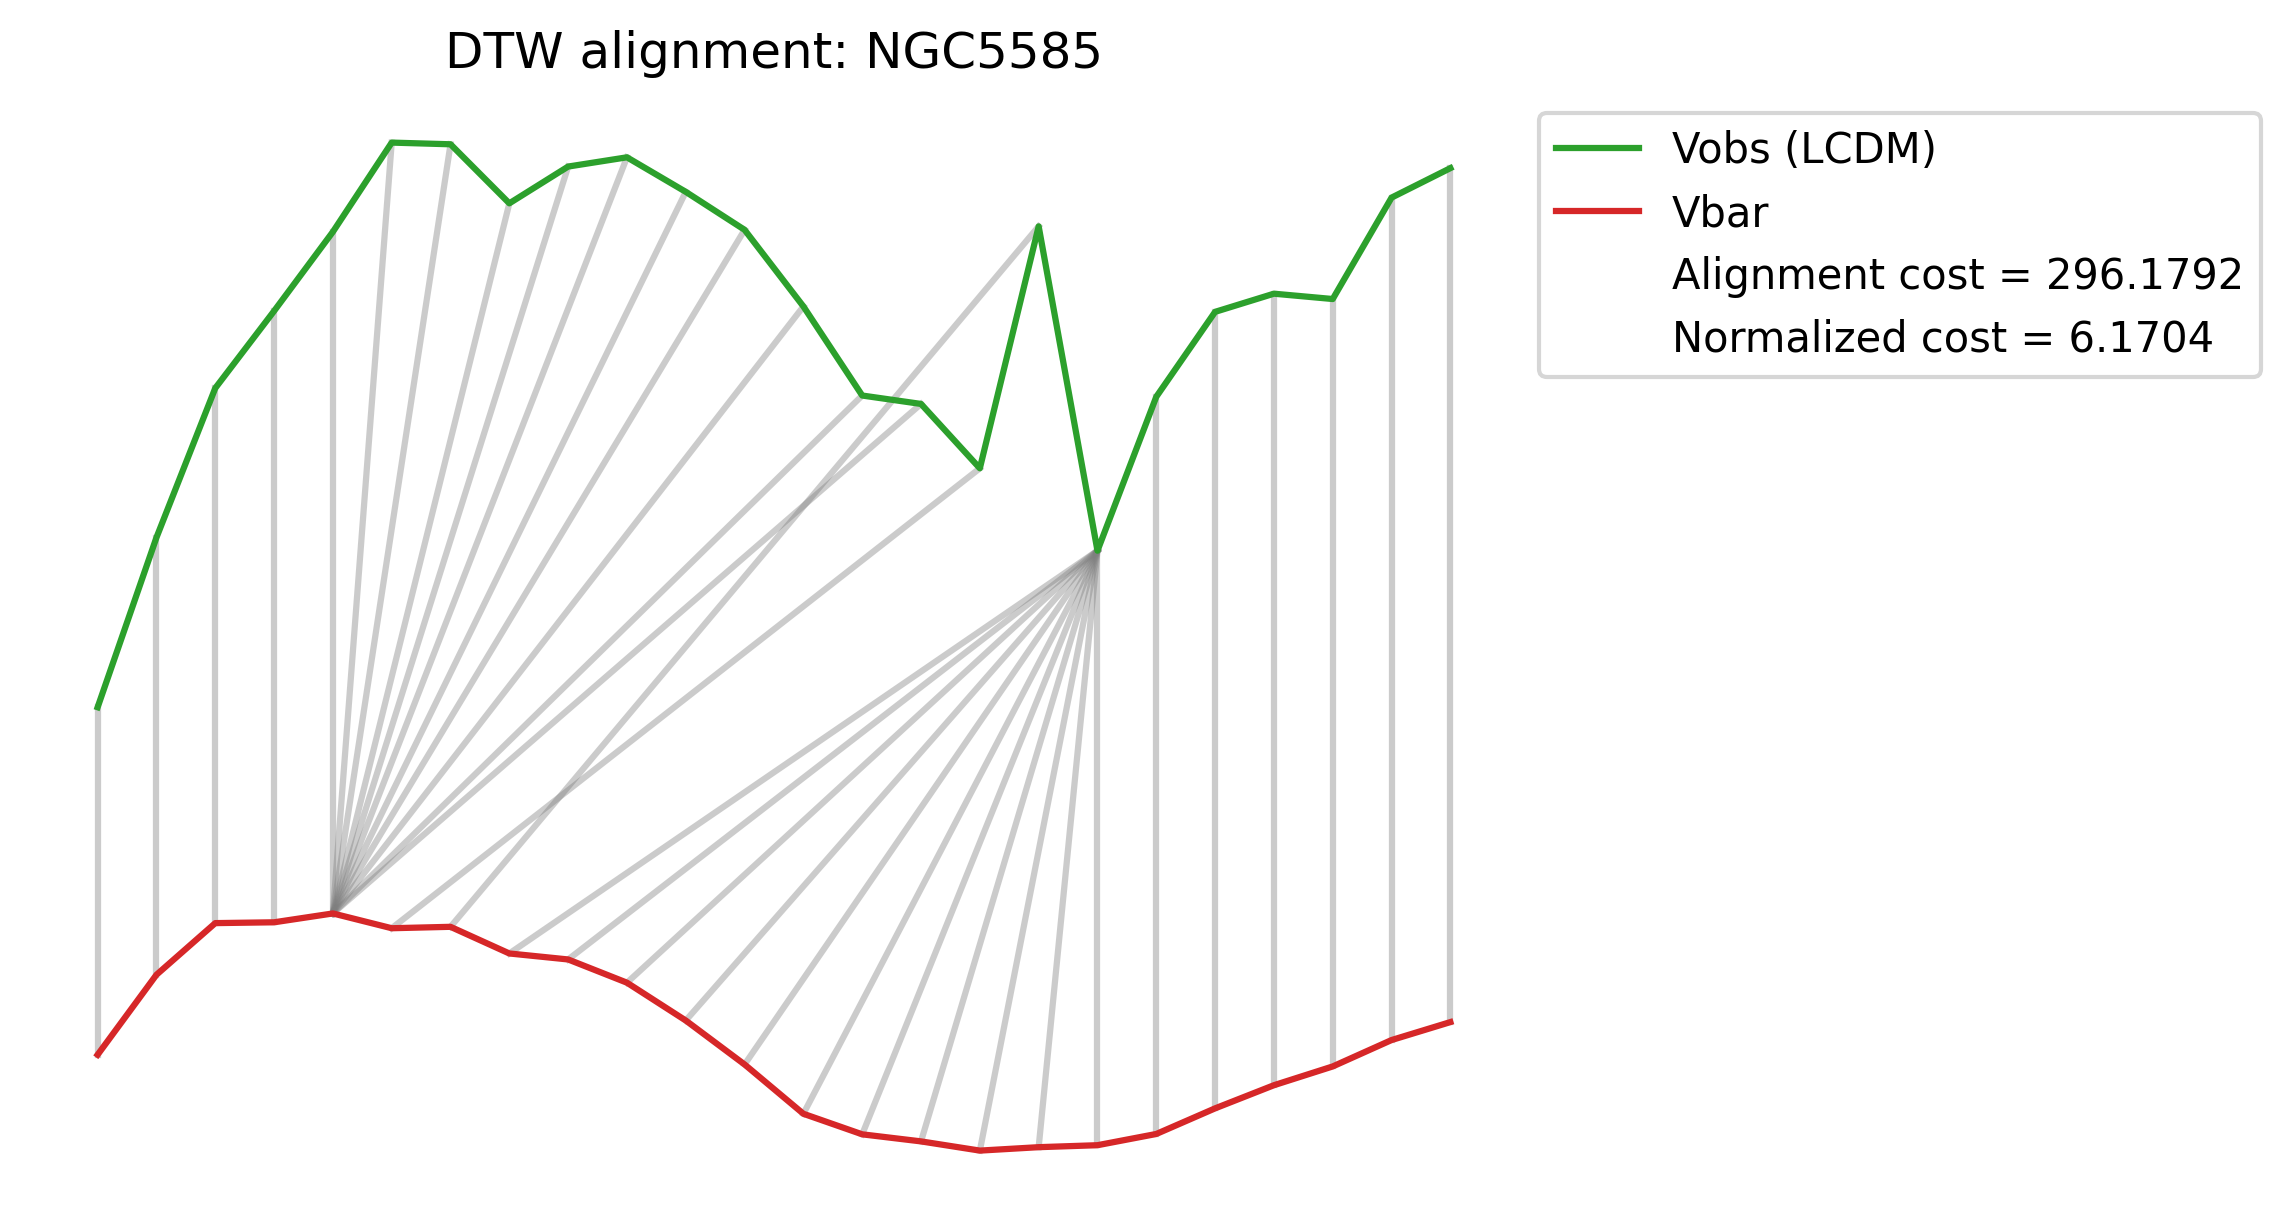 DTW alignment: NGC5585
Vobs (LCDM)
Vbar
Alignment cost = 296.1792
Normalized cost = 6.1704